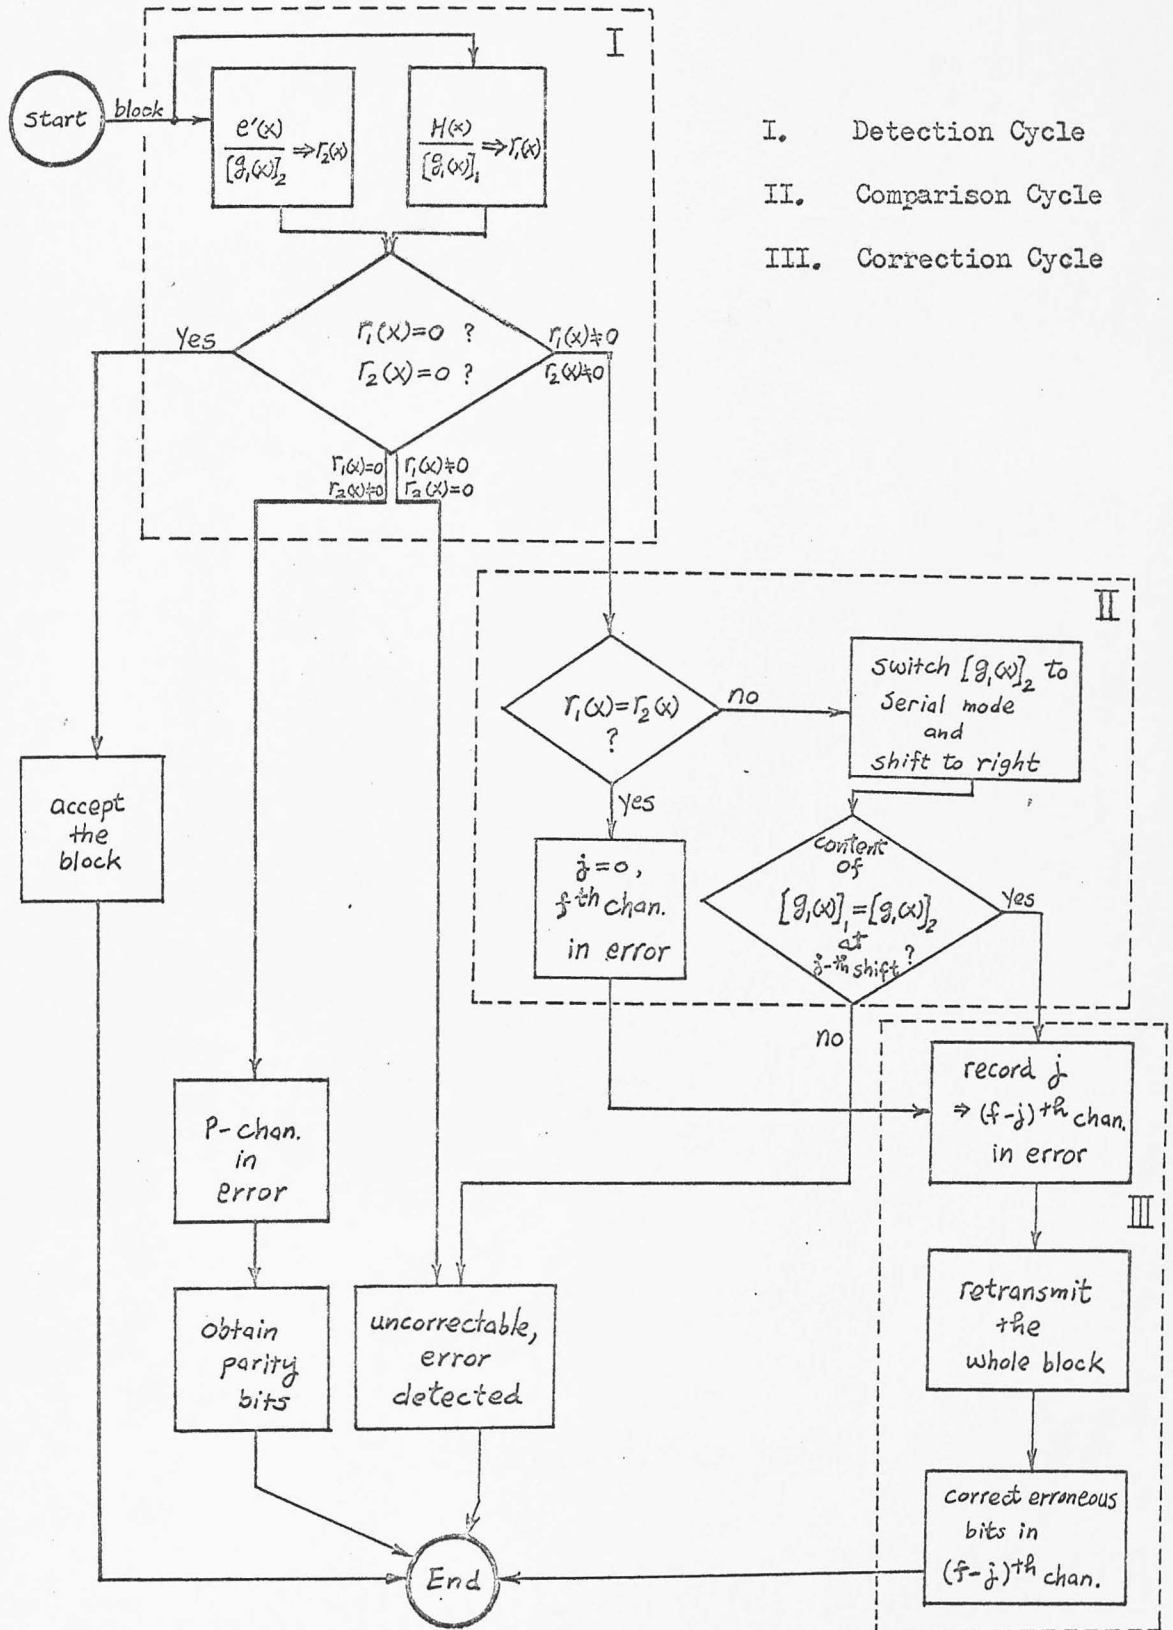 I
start
block
e'(x)
[g₁(x)]₂ ⇒ r₂(x)
H(x)
[g₁(x)]₁ ⇒ r₁(x)
I. Detection Cycle
II. Comparison Cycle
III. Correction Cycle
Yes
r₁(x)=0 ?
r₂(x)=0 ?
r₁(x)≠0
r₂(x)≠0
r₁(x)=0
r₂(x)≠0
r₁(x)≠0
r₂(x)=0
II
r₁(x)=r₂(x)
?
no
yes
switch [g₁(x)]₂ to
serial mode
and
shift to right
accept
the
block
j=0,
fth chan.
in error
content
of
[g₁(x)]₁=[g₁(x)]₂
at
j-th shift ?
yes
no
record j
⇒ (f-j)th chan.
in error
III
P-chan.
in
error
retransmit
the
whole block
obtain
parity
bits
uncorrectable,
error
detected
correct erroneous
bits in
(f-j)th chan.
End